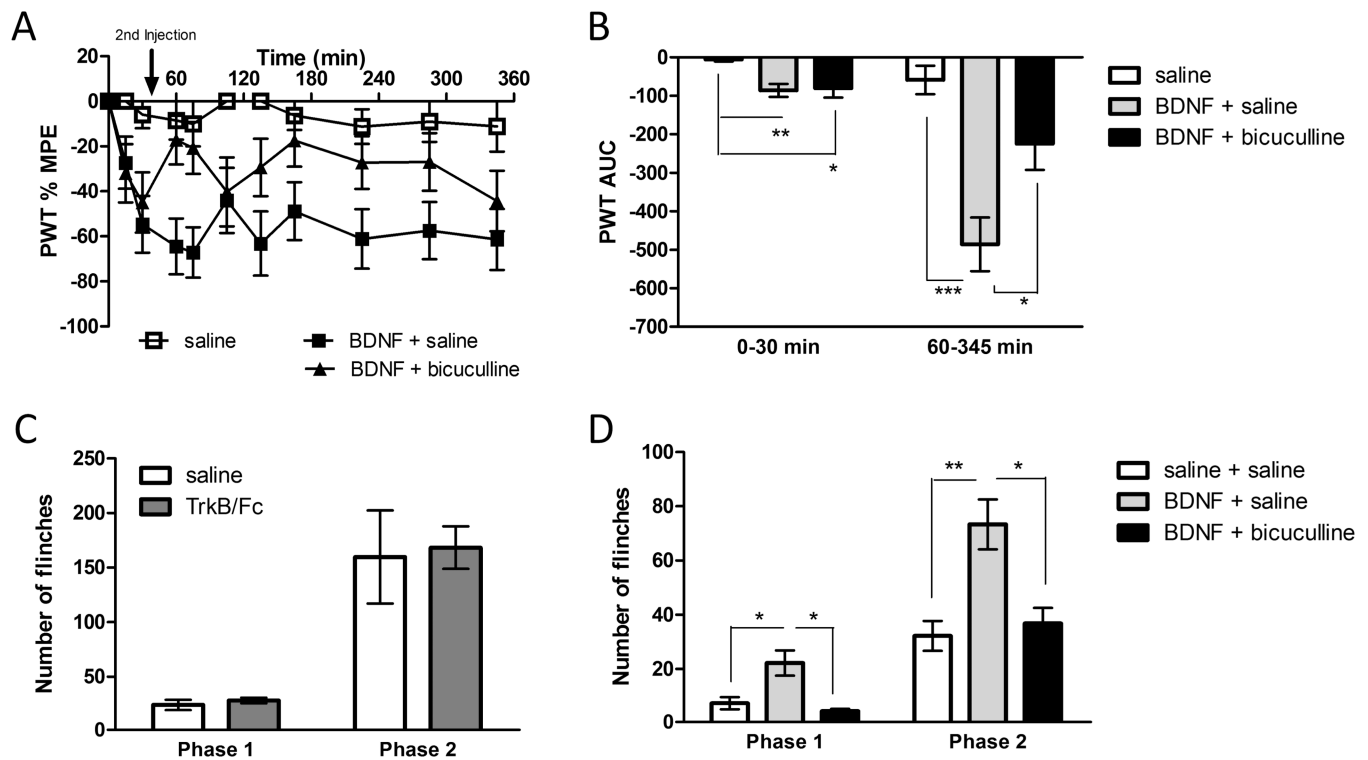 A
2nd Injection
Time (min)
20
60 120 180 240 300 360
0
-20
-40
-60
-80
-100
PWT % MPE
saline
BDNF + saline
BDNF + bicuculline
B
0
-100
-200
-300
-400
-500
-600
-700
PWT AUC
**
*
***
*
0-30 min
60-345 min
saline
BDNF + saline
BDNF + bicuculline
C
250
200
150
100
50
0
Number of flinches
saline
TrkB/Fc
Phase 1
Phase 2
D
100
80
60
40
20
0
Number of flinches
*
*
**
*
Phase 1
Phase 2
saline + saline
BDNF + saline
BDNF + bicuculline